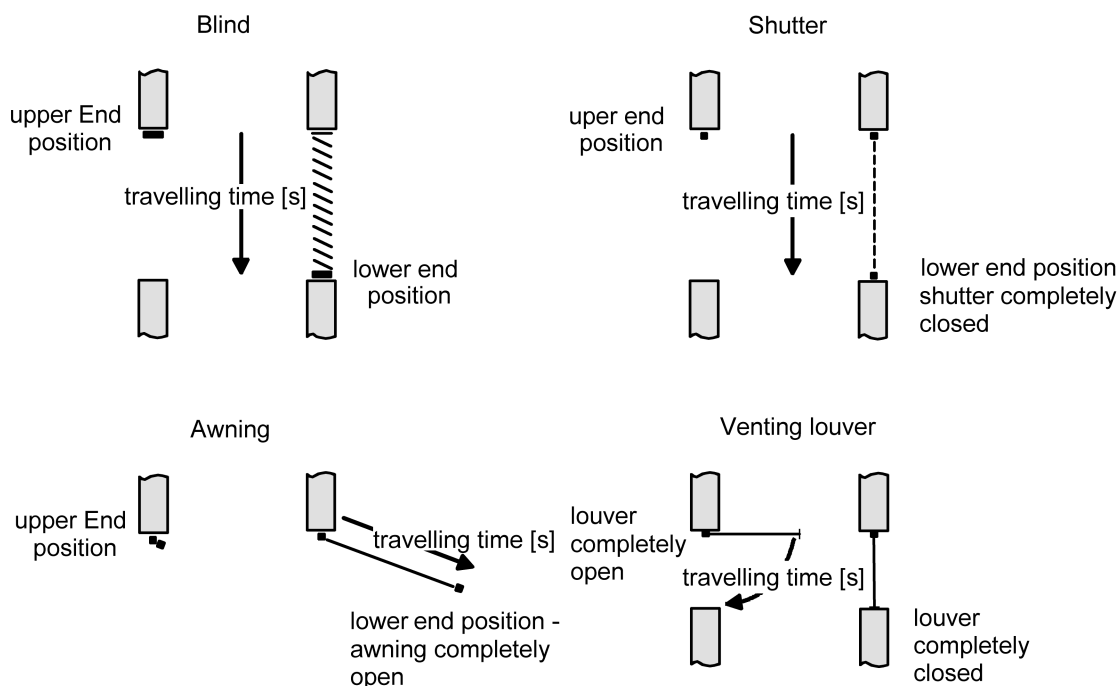 Blind
upper End
position
travelling time [s]
lower end
position
Shutter
uper end
position
travelling time [s]
lower end position
shutter completely
closed
Awning
upper End
position
travelling time [s]
lower end position -
awning completely
open
Venting louver
louver
completely
open
travelling time [s]
louver
completely
closed